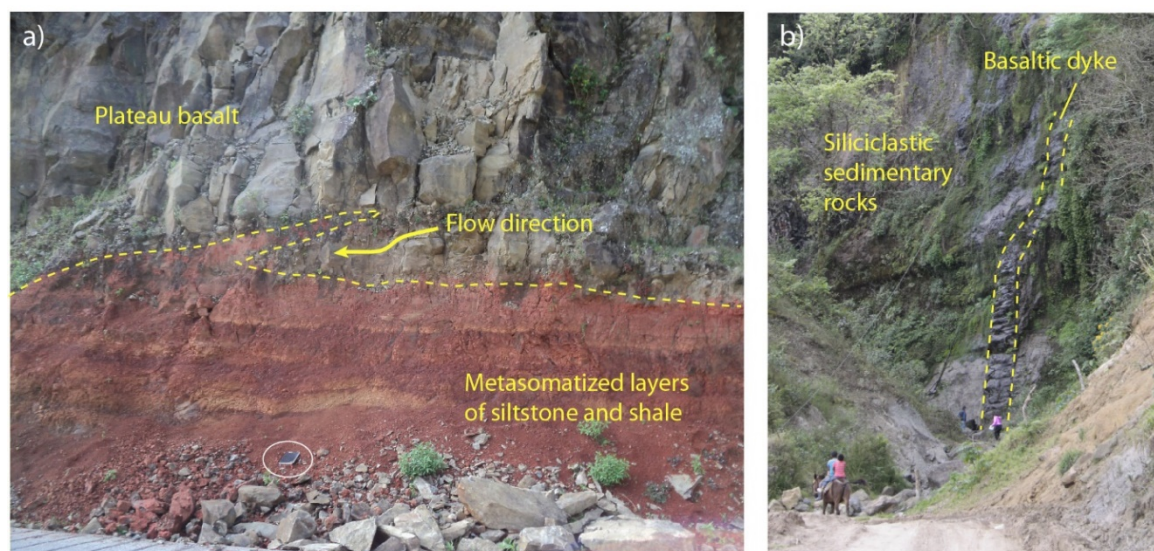 a)
Plateau basalt
Flow direction
Metasomatized layers
of siltstone and shale
b)
Basaltic dyke
Siliciclastic
sedimentary
rocks